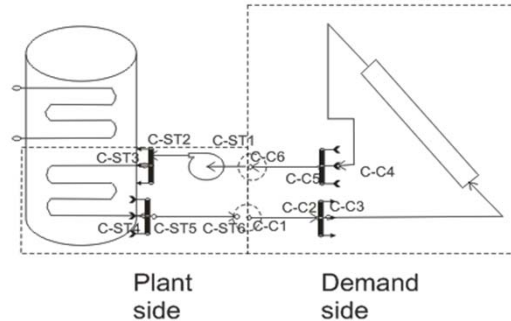 C-ST2
C-ST1
C-ST3
C-C6
C-C5
C-C4
C-ST4
C-ST5
C-ST6
C-C1
C-C2
C-C3
Plant side
Demand side